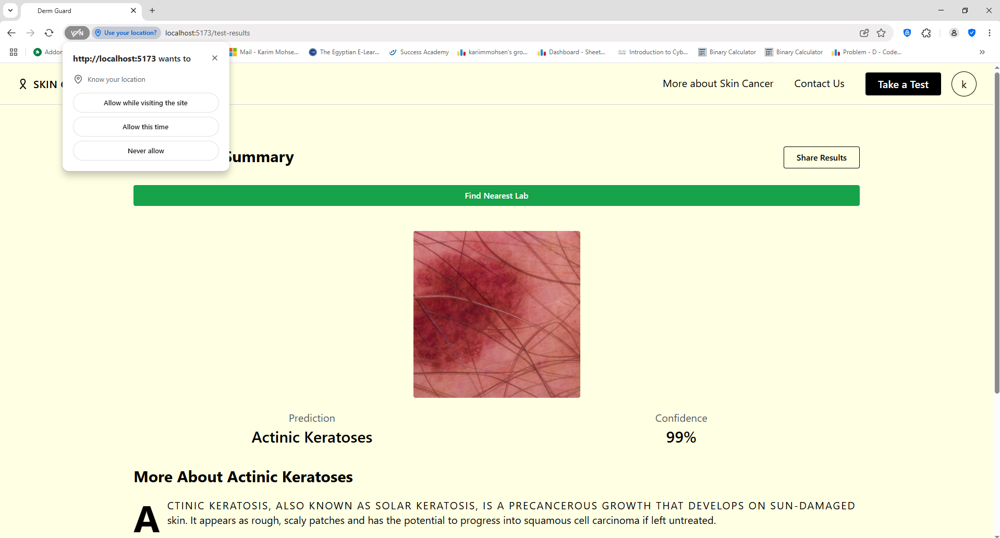 Derm Guard
VPN
Use your location?
localhost:5173/test-results
Addon
Mail - Karim Mohse...
The Egyptian E-Lear...
Success Academy
kariimmohsen's gro...
Dashboard - Sheet...
Introduction to Cyb...
Binary Calculator
Binary Calculator
Problem - D - Code...
http://localhost:5173 wants to
Know your location
Allow while visiting the site
Allow this time
Never allow
SKIN
More about Skin Cancer
Contact Us
Take a Test
k
Summary
Share Results
Find Nearest Lab
Prediction
Actinic Keratoses
Confidence
99%
More About Actinic Keratoses
ACTINIC KERATOSIS, ALSO KNOWN AS SOLAR KERATOSIS, IS A PRECANCEROUS GROWTH THAT DEVELOPS ON SUN-DAMAGED
skin. It appears as rough, scaly patches and has the potential to progress into squamous cell carcinoma if left untreated.